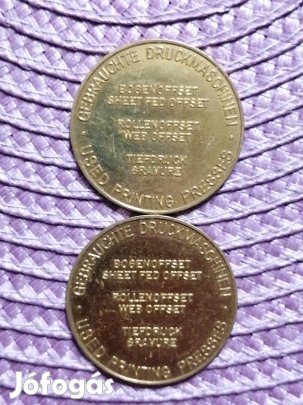 · GEBRAUCHTE DRUCKMASCHINEN ·
BOGENOFFSET
SHEET FED OFFSET
ROLLENOFFSET
WEB OFFSET
TIEFDRUCK
GRAVURE
USED PRINTING PRESSES
· GEBRAUCHTE DRUCKMASCHINEN ·
BOGENOFFSET
SHEET FED OFFSET
ROLLENOFFSET
WEB OFFSET
TIEFDRUCK
GRAVURE
USED PRINTING PRESSES
Jófogás